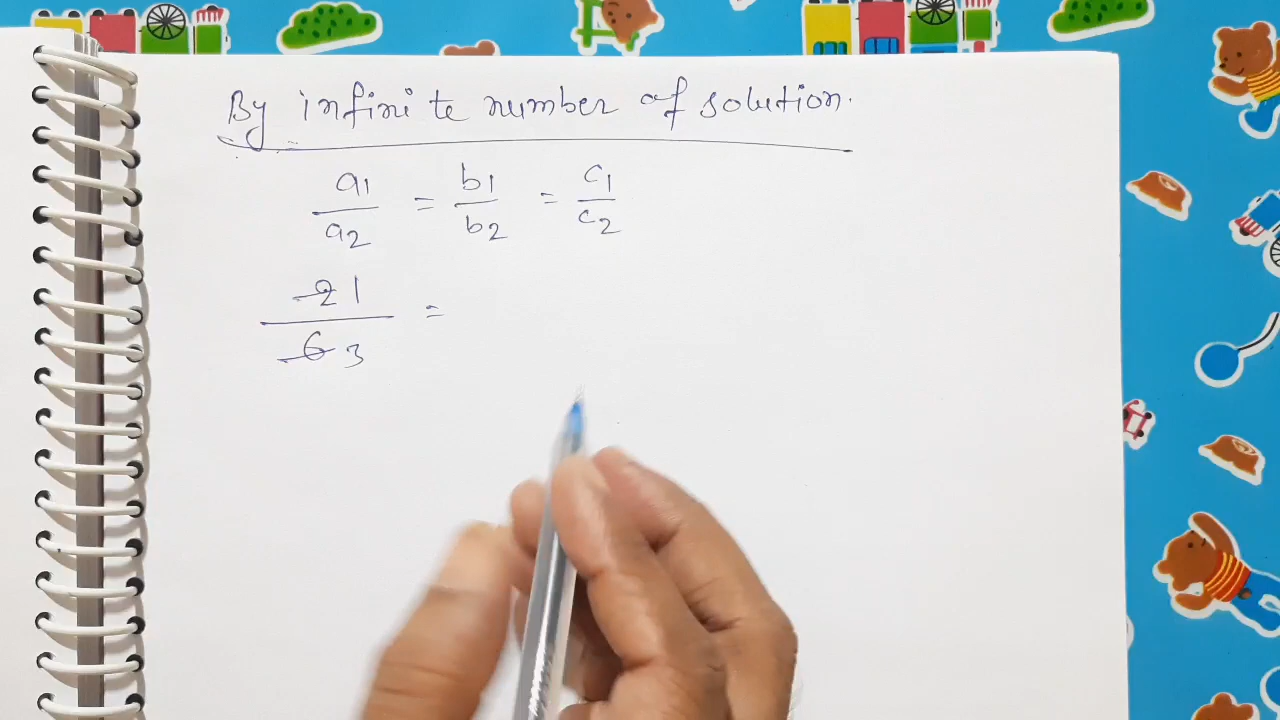 By infinite number of solution.
a1/a2 = b1/b2 = c1/c2
2 1/6 3 =